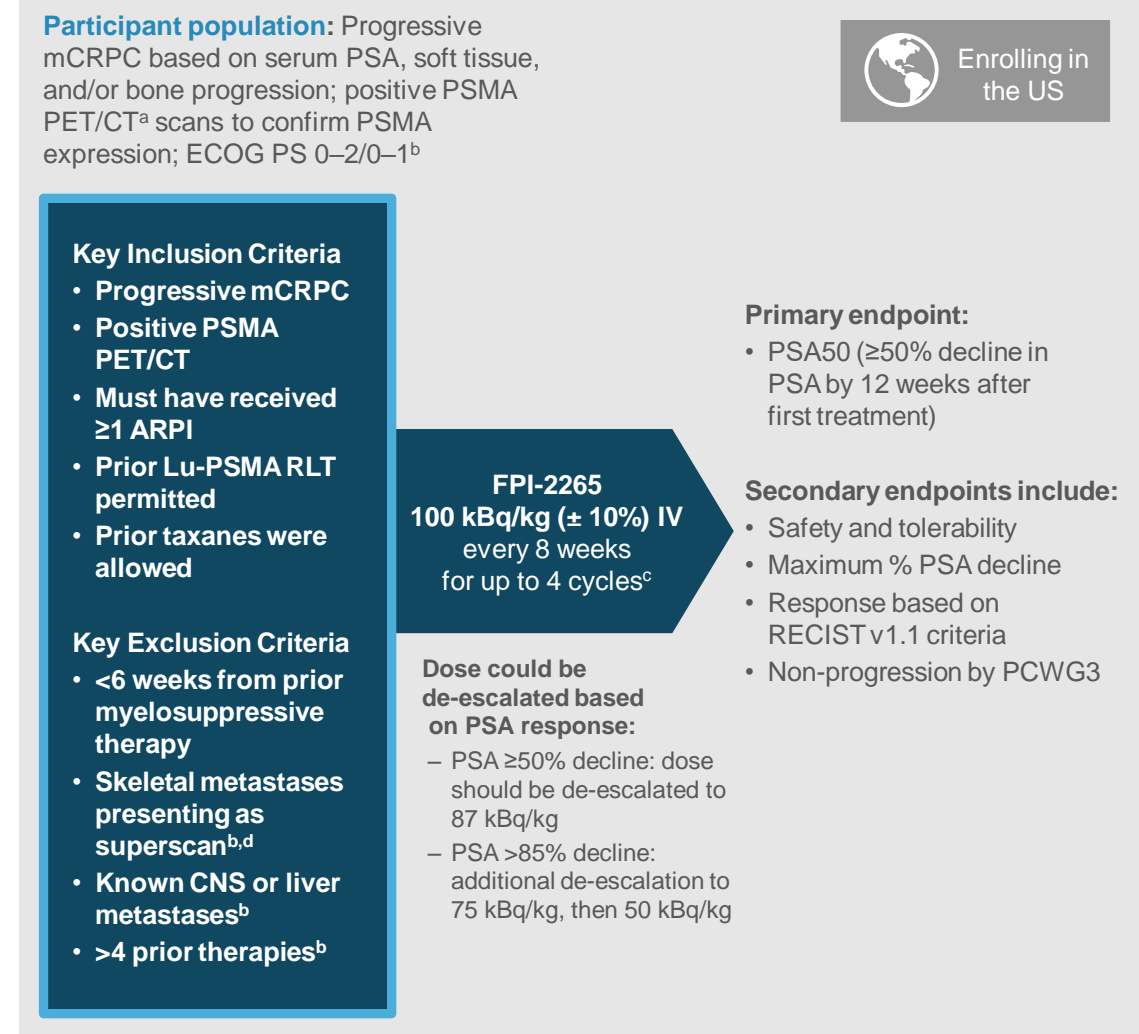 Participant population: Progressive
mCRPC based on serum PSA, soft tissue,
and/or bone progression; positive PSMA
PET/CTᵃ scans to confirm PSMA
expression; ECOG PS 0–2/0–1ᵇ
Enrolling in
the US
Key Inclusion Criteria
• Progressive mCRPC
• Positive PSMA
PET/CT
• Must have received
≥1 ARPI
• Prior Lu-PSMA RLT
permitted
• Prior taxanes were
allowed
Key Exclusion Criteria
• <6 weeks from prior
myelosuppressive
therapy
• Skeletal metastases
presenting as
superscanᵇ,ᵈ
• Known CNS or liver
metastasesᵇ
• >4 prior therapiesᵇ
FPI-2265
100 kBq/kg (± 10%) IV
every 8 weeks
for up to 4 cyclesᶜ
Dose could be
de-escalated based
on PSA response:
– PSA ≥50% decline: dose
should be de-escalated to
87 kBq/kg
– PSA >85% decline:
additional de-escalation to
75 kBq/kg, then 50 kBq/kg
Primary endpoint:
• PSA50 (≥50% decline in
PSA by 12 weeks after
first treatment)
Secondary endpoints include:
• Safety and tolerability
• Maximum % PSA decline
• Response based on
RECIST v1.1 criteria
• Non-progression by PCWG3